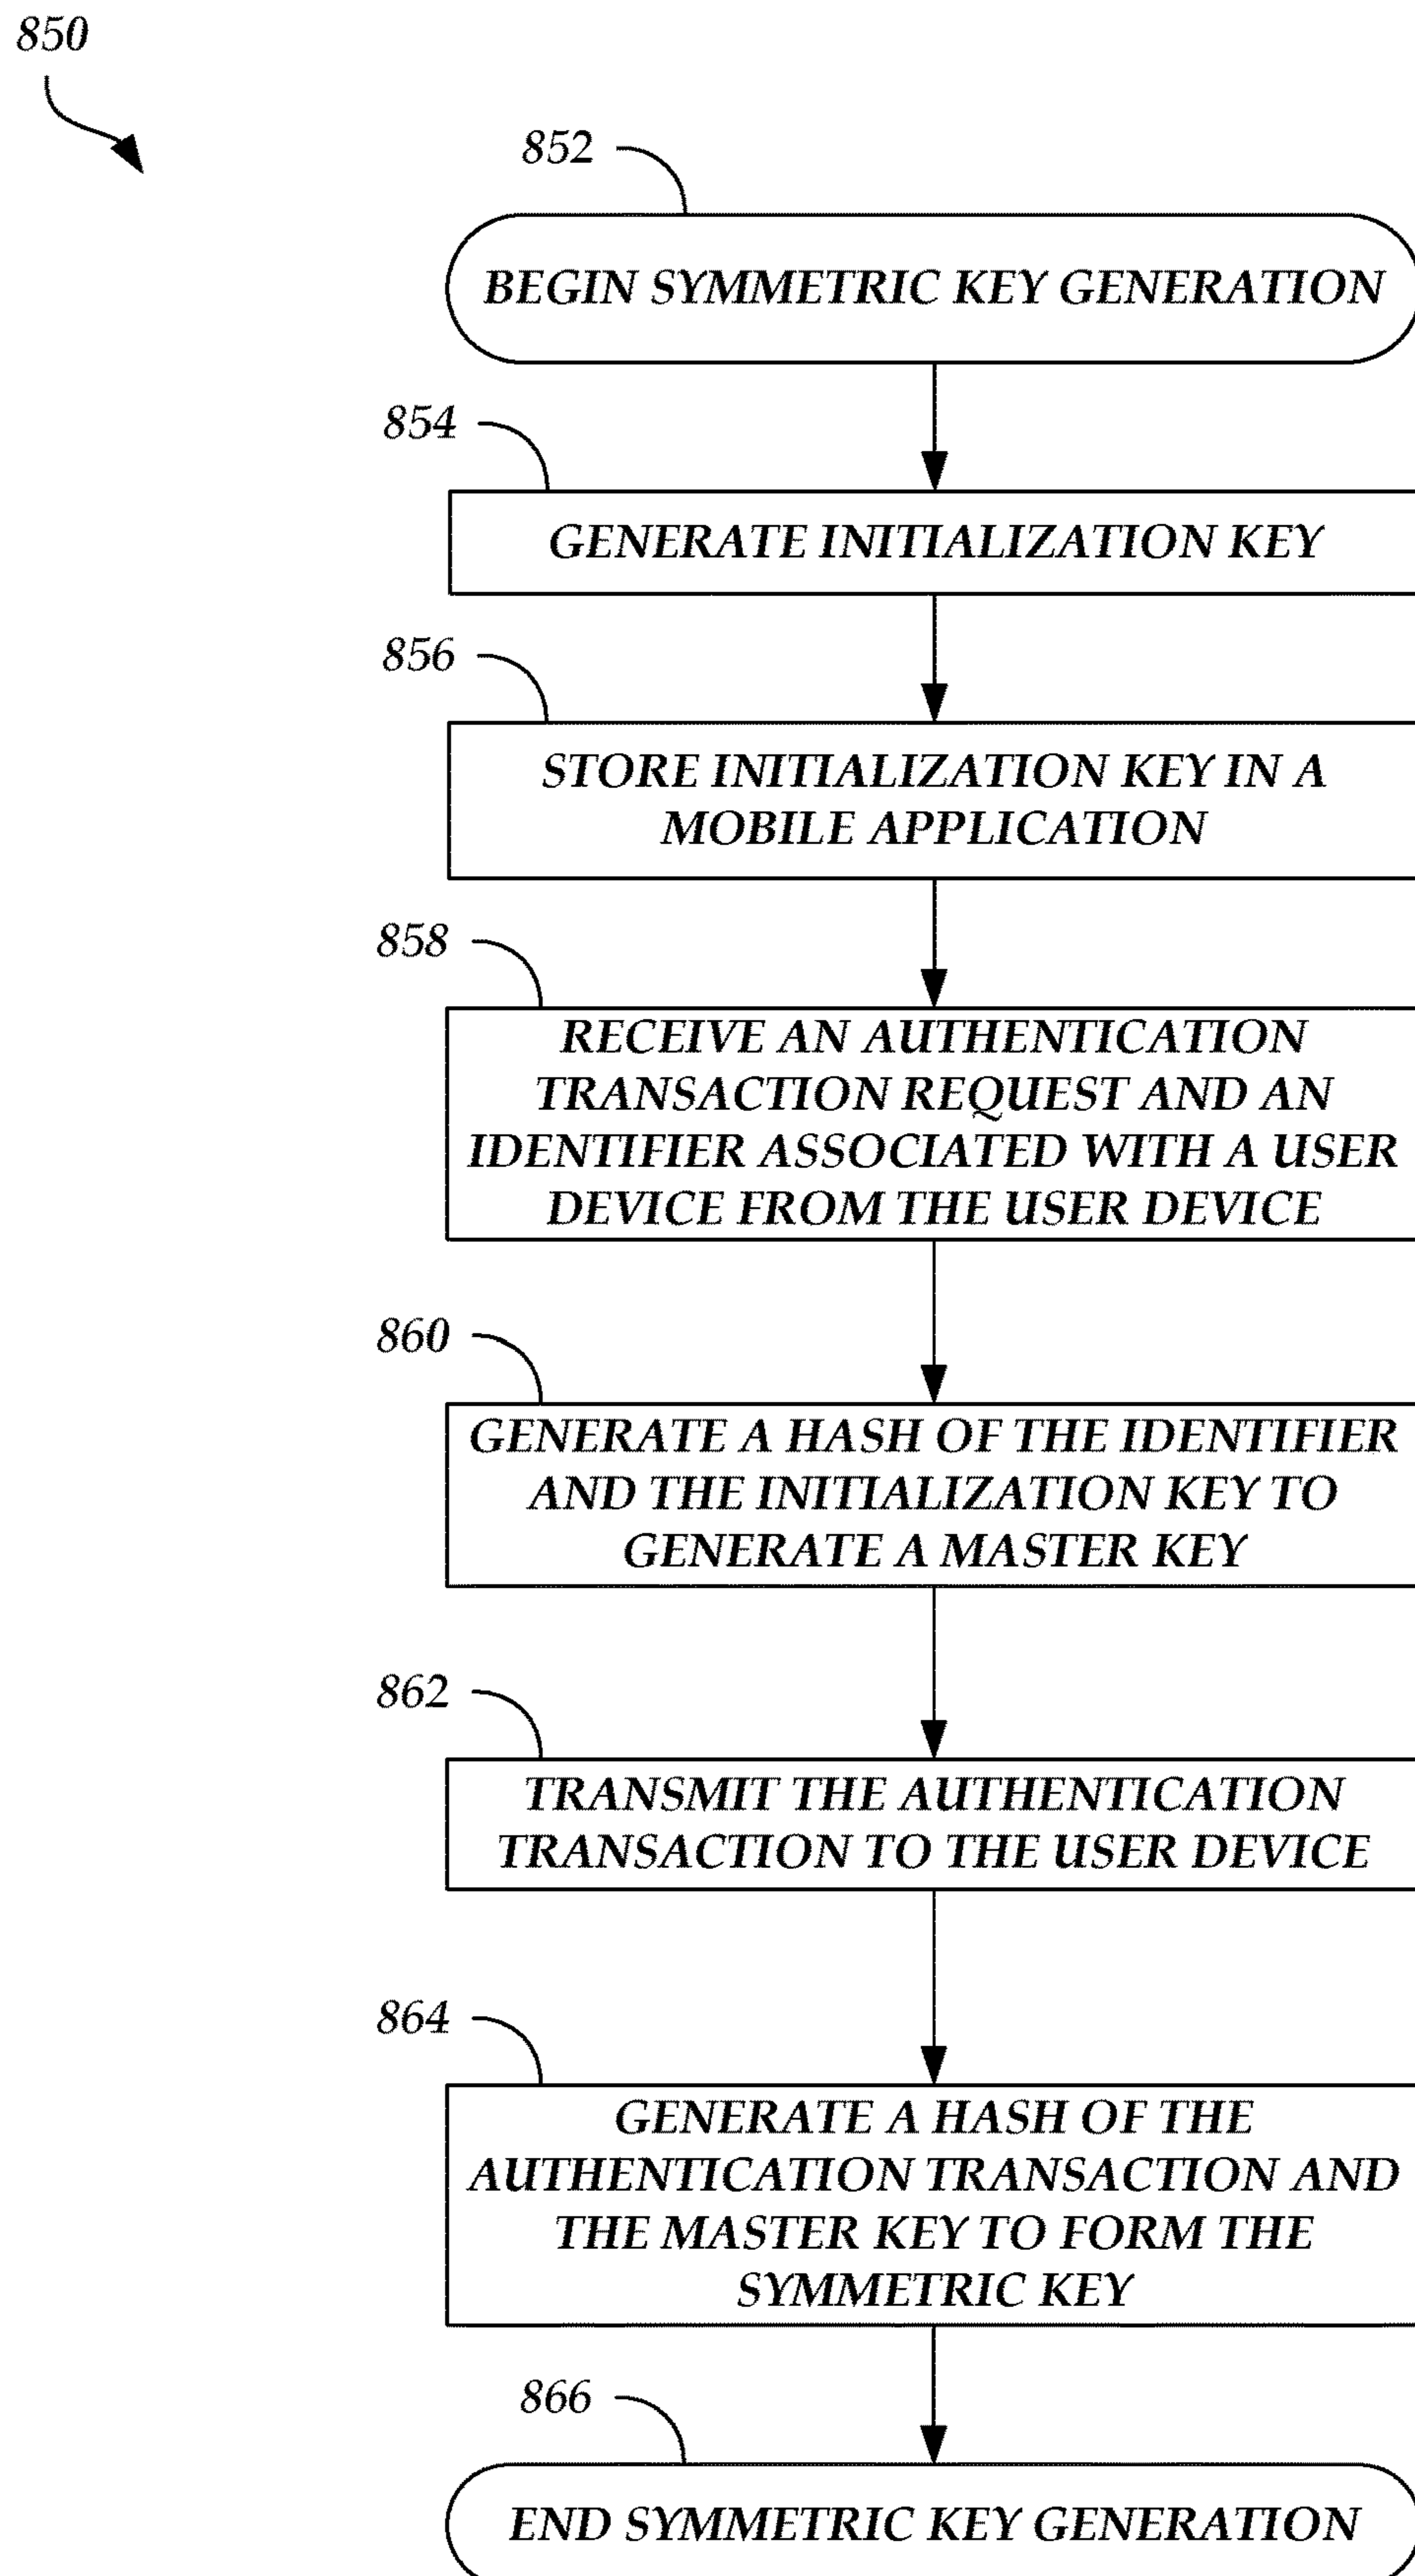 850
852
BEGIN SYMMETRIC KEY GENERATION
854
GENERATE INITIALIZATION KEY
856
STORE INITIALIZATION KEY IN A
MOBILE APPLICATION
858
RECEIVE AN AUTHENTICATION
TRANSACTION REQUEST AND AN
IDENTIFIER ASSOCIATED WITH A USER
DEVICE FROM THE USER DEVICE
860
GENERATE A HASH OF THE IDENTIFIER
AND THE INITIALIZATION KEY TO
GENERATE A MASTER KEY
862
TRANSMIT THE AUTHENTICATION
TRANSACTION TO THE USER DEVICE
864
GENERATE A HASH OF THE
AUTHENTICATION TRANSACTION AND
THE MASTER KEY TO FORM THE
SYMMETRIC KEY
866
END SYMMETRIC KEY GENERATION